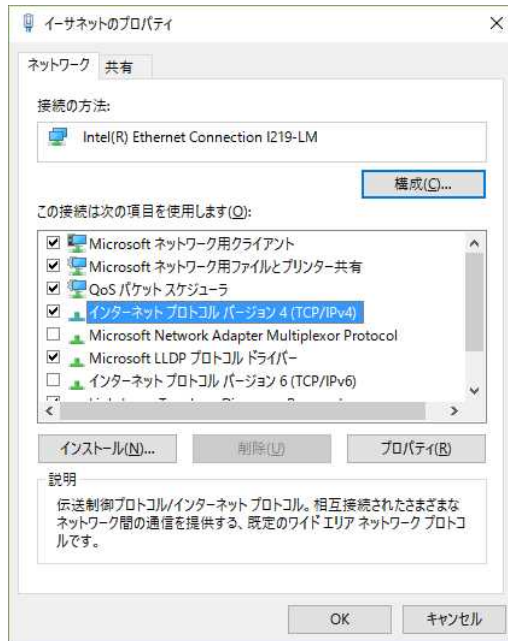 イーサネットのプロパティ
ネットワーク 共有
接続の方法:
Intel(R) Ethernet Connection I219-LM
構成(C)...
この接続は次の項目を使用します(O):
Microsoft ネットワーク用クライアント
Microsoft ネットワーク用ファイルとプリンター共有
QoS パケット スケジューラ
インターネット プロトコル バージョン 4 (TCP/IPv4)
Microsoft Network Adapter Multiplexor Protocol
Microsoft LLDP プロトコル ドライバー
インターネット プロトコル バージョン 6 (TCP/IPv6)
インストール(N)... 削除(U) プロパティ(R)
説明
伝送制御プロトコル/インターネット プロトコル。相互接続されたさまざまな
ネットワーク間の通信を提供する、既定のワイド エリア ネットワーク プロトコ
ルです。
OK キャンセル